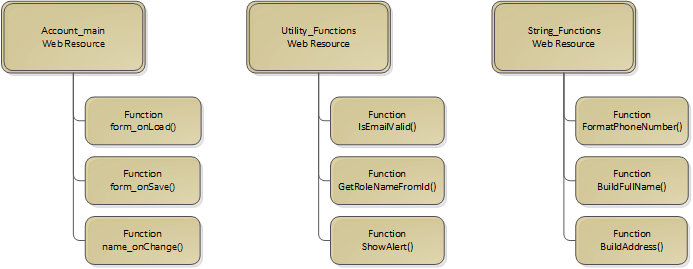 Account_main
Web Resource
Function
form_onLoad()
Function
form_onSave()
Function
name_onChange()
Utility_Functions
Web Resource
Function
IsEmailValid()
Function
GetRoleNameFromId()
Function
ShowAlert()
String_Functions
Web Resource
Function
FormatPhoneNumber()
Function
BuildFullName()
Function
BuildAddress()